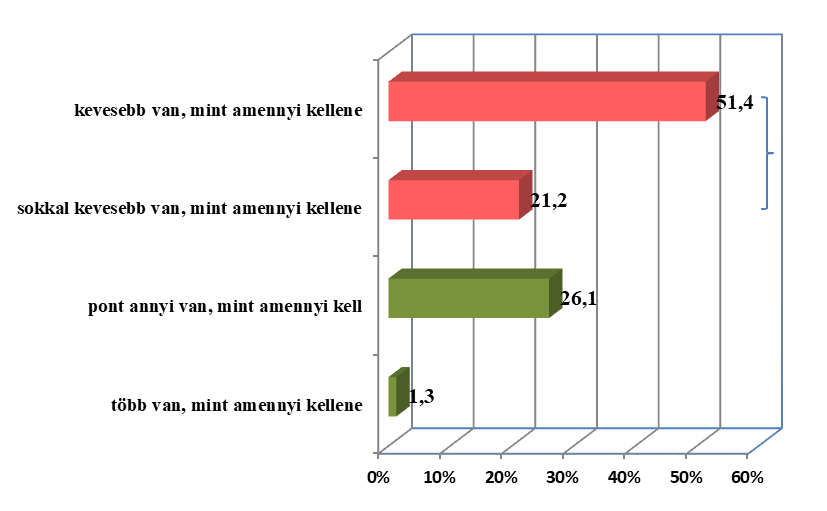 kevesebb van, mint amennyi kellene
51,4
sokkal kevesebb van, mint amennyi kellene
21,2
pont annyi van, mint amennyi kell
26,1
több van, mint amennyi kellene
1,3
0% 10% 20% 30% 40% 50% 60%